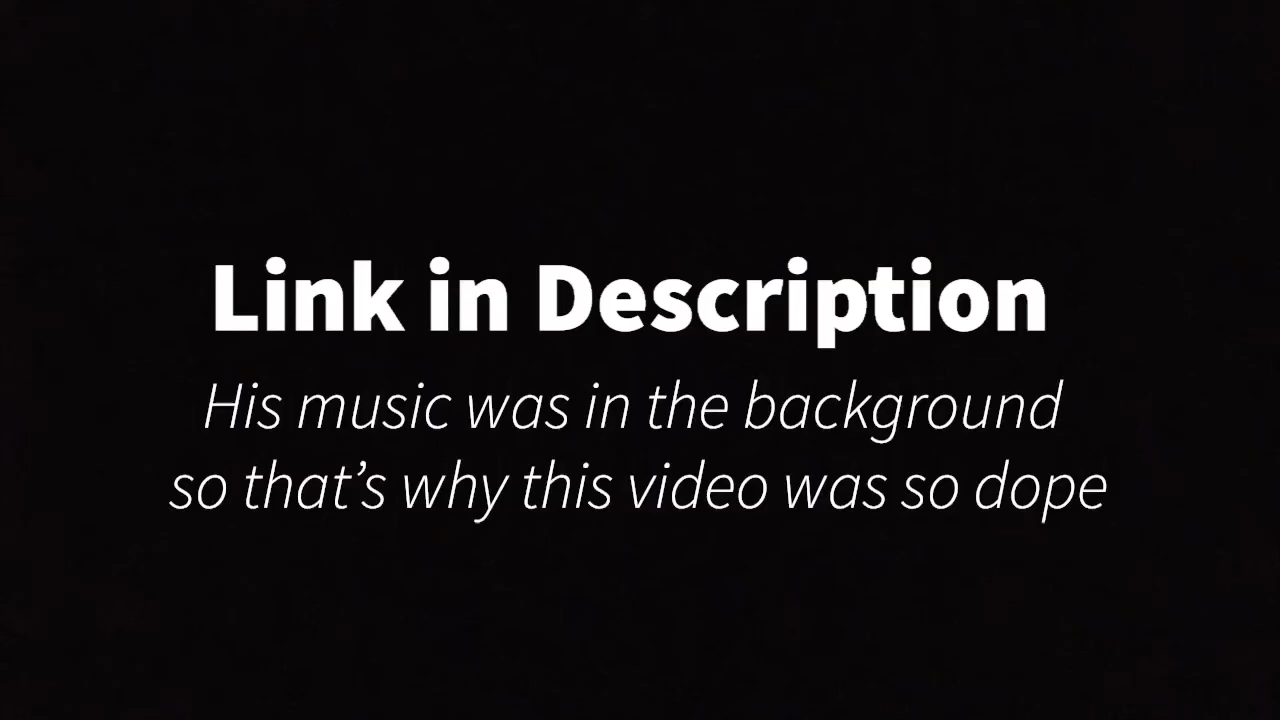 Link in Description
His music was in the background
so that’s why this video was so dope